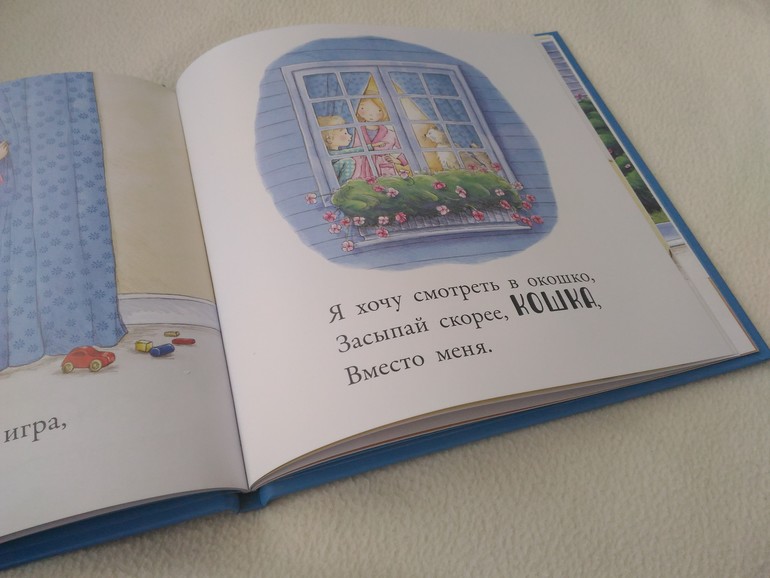 игра,
Я хочу смотреть в окошко,
Засыпай скорее, КОШКА,
Вместо меня.